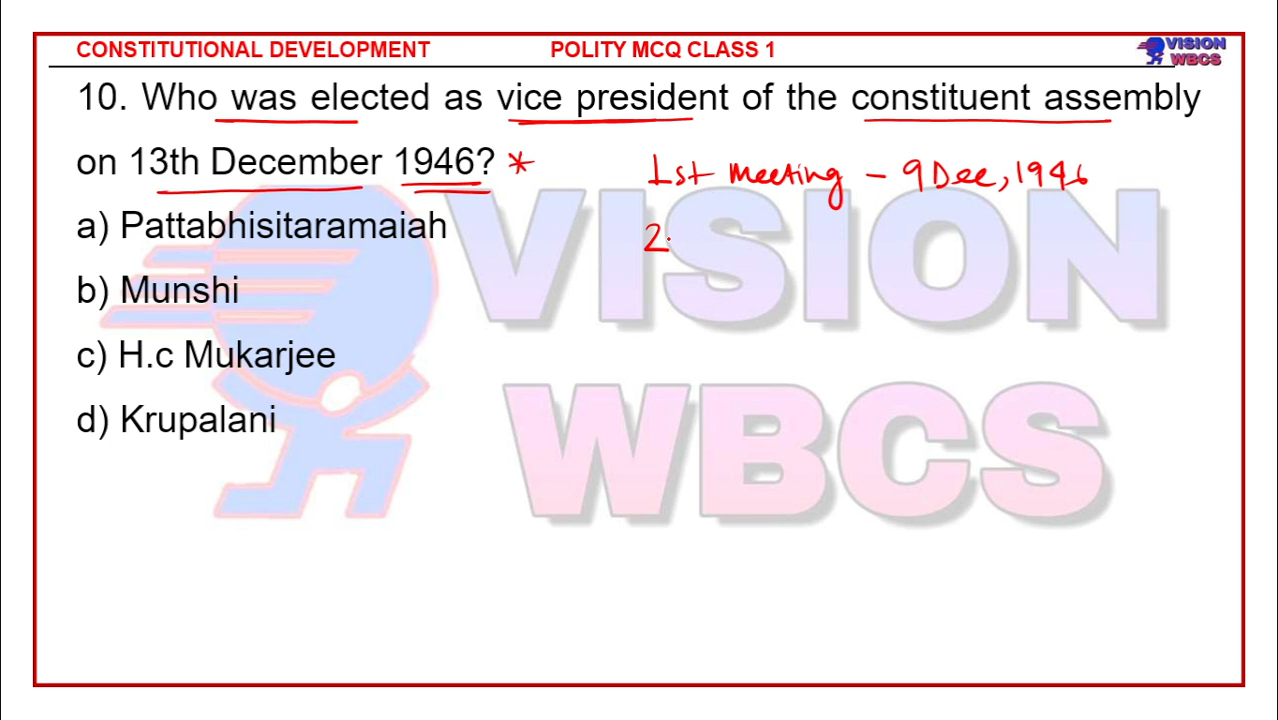 CONSTITUTIONAL DEVELOPMENT POLITY MCQ CLASS 1
VISION
WBCS
10. Who was elected as vice president of the constituent assembly
on 13th December 1946? *
1st meeting - 9 Dec, 1946
a) Pattabhisitaramaiah
2.
b) Munshi
c) H.c Mukarjee
d) Krupalani
VISION
WBCS